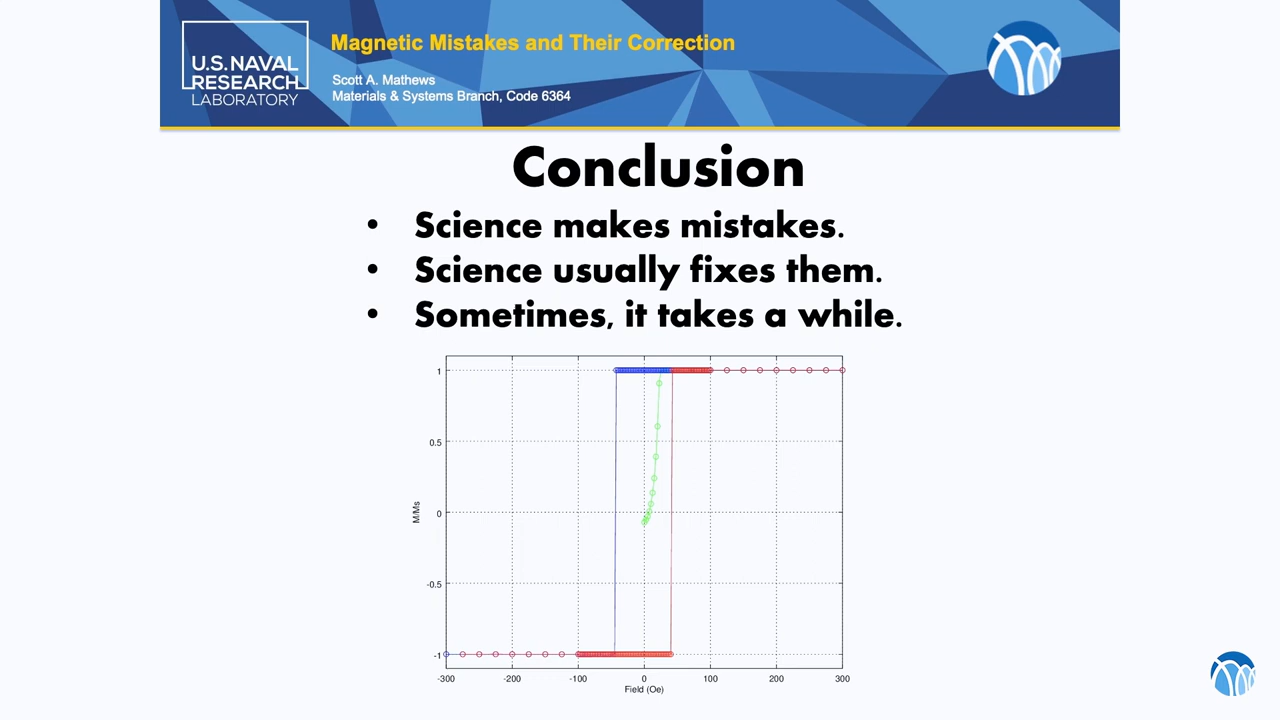 U.S. NAVAL
RESEARCH
LABORATORY
Magnetic Mistakes and Their Correction
Scott A. Mathews
Materials & Systems Branch, Code 6364
Conclusion
• Science makes mistakes.
• Science usually fixes them.
• Sometimes, it takes a while.
1
0.5
0
-0.5
-1
M/Ms
-300 -200 -100 0 100 200 300
Field (Oe)